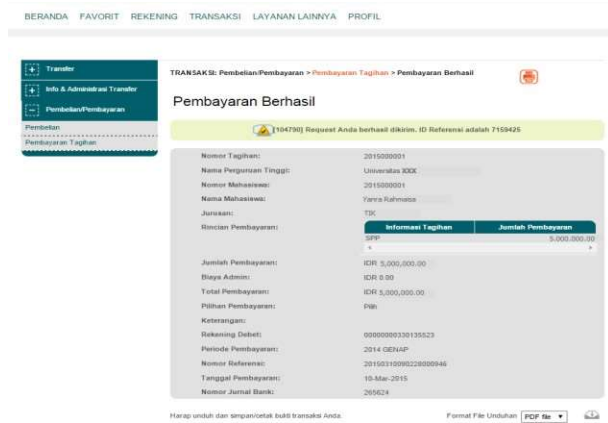 BERANDA FAVORIT REKENING TRANSAKSI LAYANAN LAINNYA PROFIL
Transfer
Info & Administrasi Transfer
Pembelian/Pembayaran
Pembelian
Pembayaran Tagihan
TRANSAKSI: Pembelian/Pembayaran > Pembayaran Tagihan > Pembayaran Berhasil
Pembayaran Berhasil
[104790] Request Anda berhasil dikirim. ID Referensi adalah 7159425
Nomor Tagihan: 2015000001
Nama Perguruan Tinggi: Universitas XXX
Nomor Mahasiswa: 2015000001
Nama Mahasiswa: Yanra Rahmaisa
Jurusan: TIK
Rincian Pembayaran: Informasi Tagihan Jumlah Pembayaran
SPP 5.000.000.00
Jumlah Pembayaran: IDR 5,000,000.00
Biaya Admin: IDR 0.00
Total Pembayaran: IDR 5,000,000.00
Pilihan Pembayaran: Pilih
Keterangan:
Rekening Debet: 00000000330135523
Periode Pembayaran: 2014 GENAP
Nomor Referensi: 20150310090228000946
Tanggal Pembayaran: 10-Mar-2015
Nomor Jurnal Bank: 265624
Harap unduh dan simpan/cetak bukti transaksi Anda. Format File Unduhan PDF file